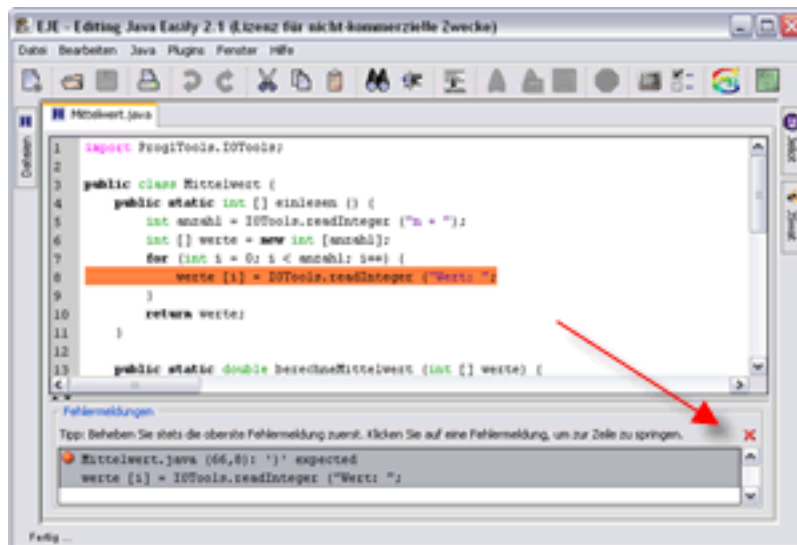 EJE - Editing Java Easily 2.1 (Lizenz für nicht-kommerzielle Zwecke)
Datei Bearbeiten Java Plugins Fenster Hilfe
Mittelwert.java
Dateien
1 import Prog1Tools.IOTools;
2
3 public class Mittelwert {
4 public static int [] einlesen () {
5 int anzahl = IOTools.readInteger ("n = ");
6 int [] werte = new int [anzahl];
7 for (int i = 0; i < anzahl; i++) {
8 werte [i] = IOTools.readInteger ("Wert: ";
9 }
10 return werte;
11 }
12
13 public static double berechneMittelwert (int [] werte) {
Jeliot
JSwat
Fehlermeldungen
Tipp: Beheben Sie stets die oberste Fehlermeldung zuerst. Klicken Sie auf eine Fehlermeldung, um zur Zeile zu springen.
Mittelwert.java (66,8): ')' expected
werte [i] = IOTools.readInteger ("Wert: ";
Fertig ...